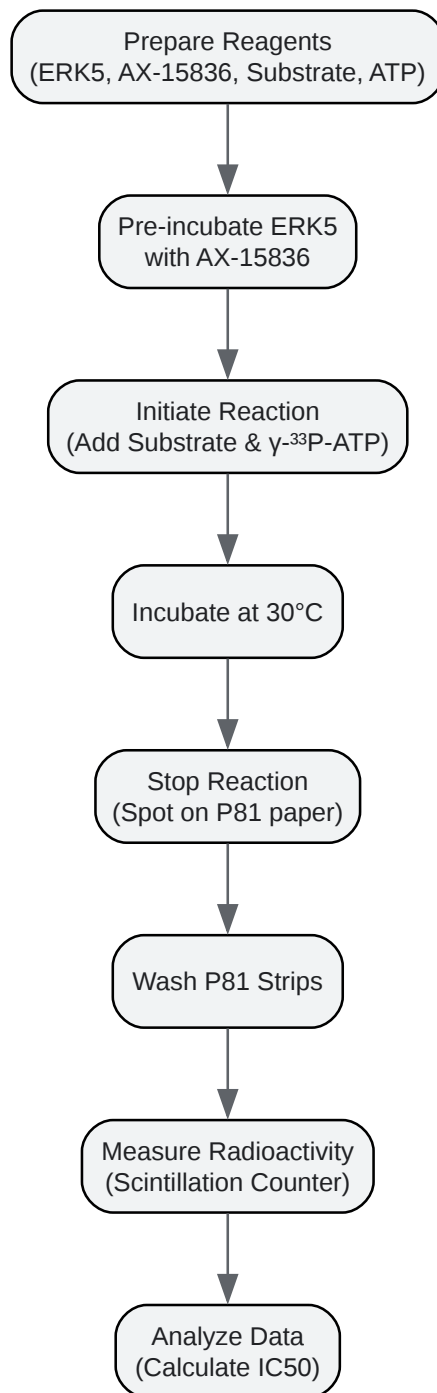 Prepare Reagents
(ERK5, AX-15836, Substrate, ATP)
Pre-incubate ERK5
with AX-15836
Initiate Reaction
(Add Substrate & γ-³³P-ATP)
Incubate at 30°C
Stop Reaction
(Spot on P81 paper)
Wash P81 Strips
Measure Radioactivity
(Scintillation Counter)
Analyze Data
(Calculate IC50)